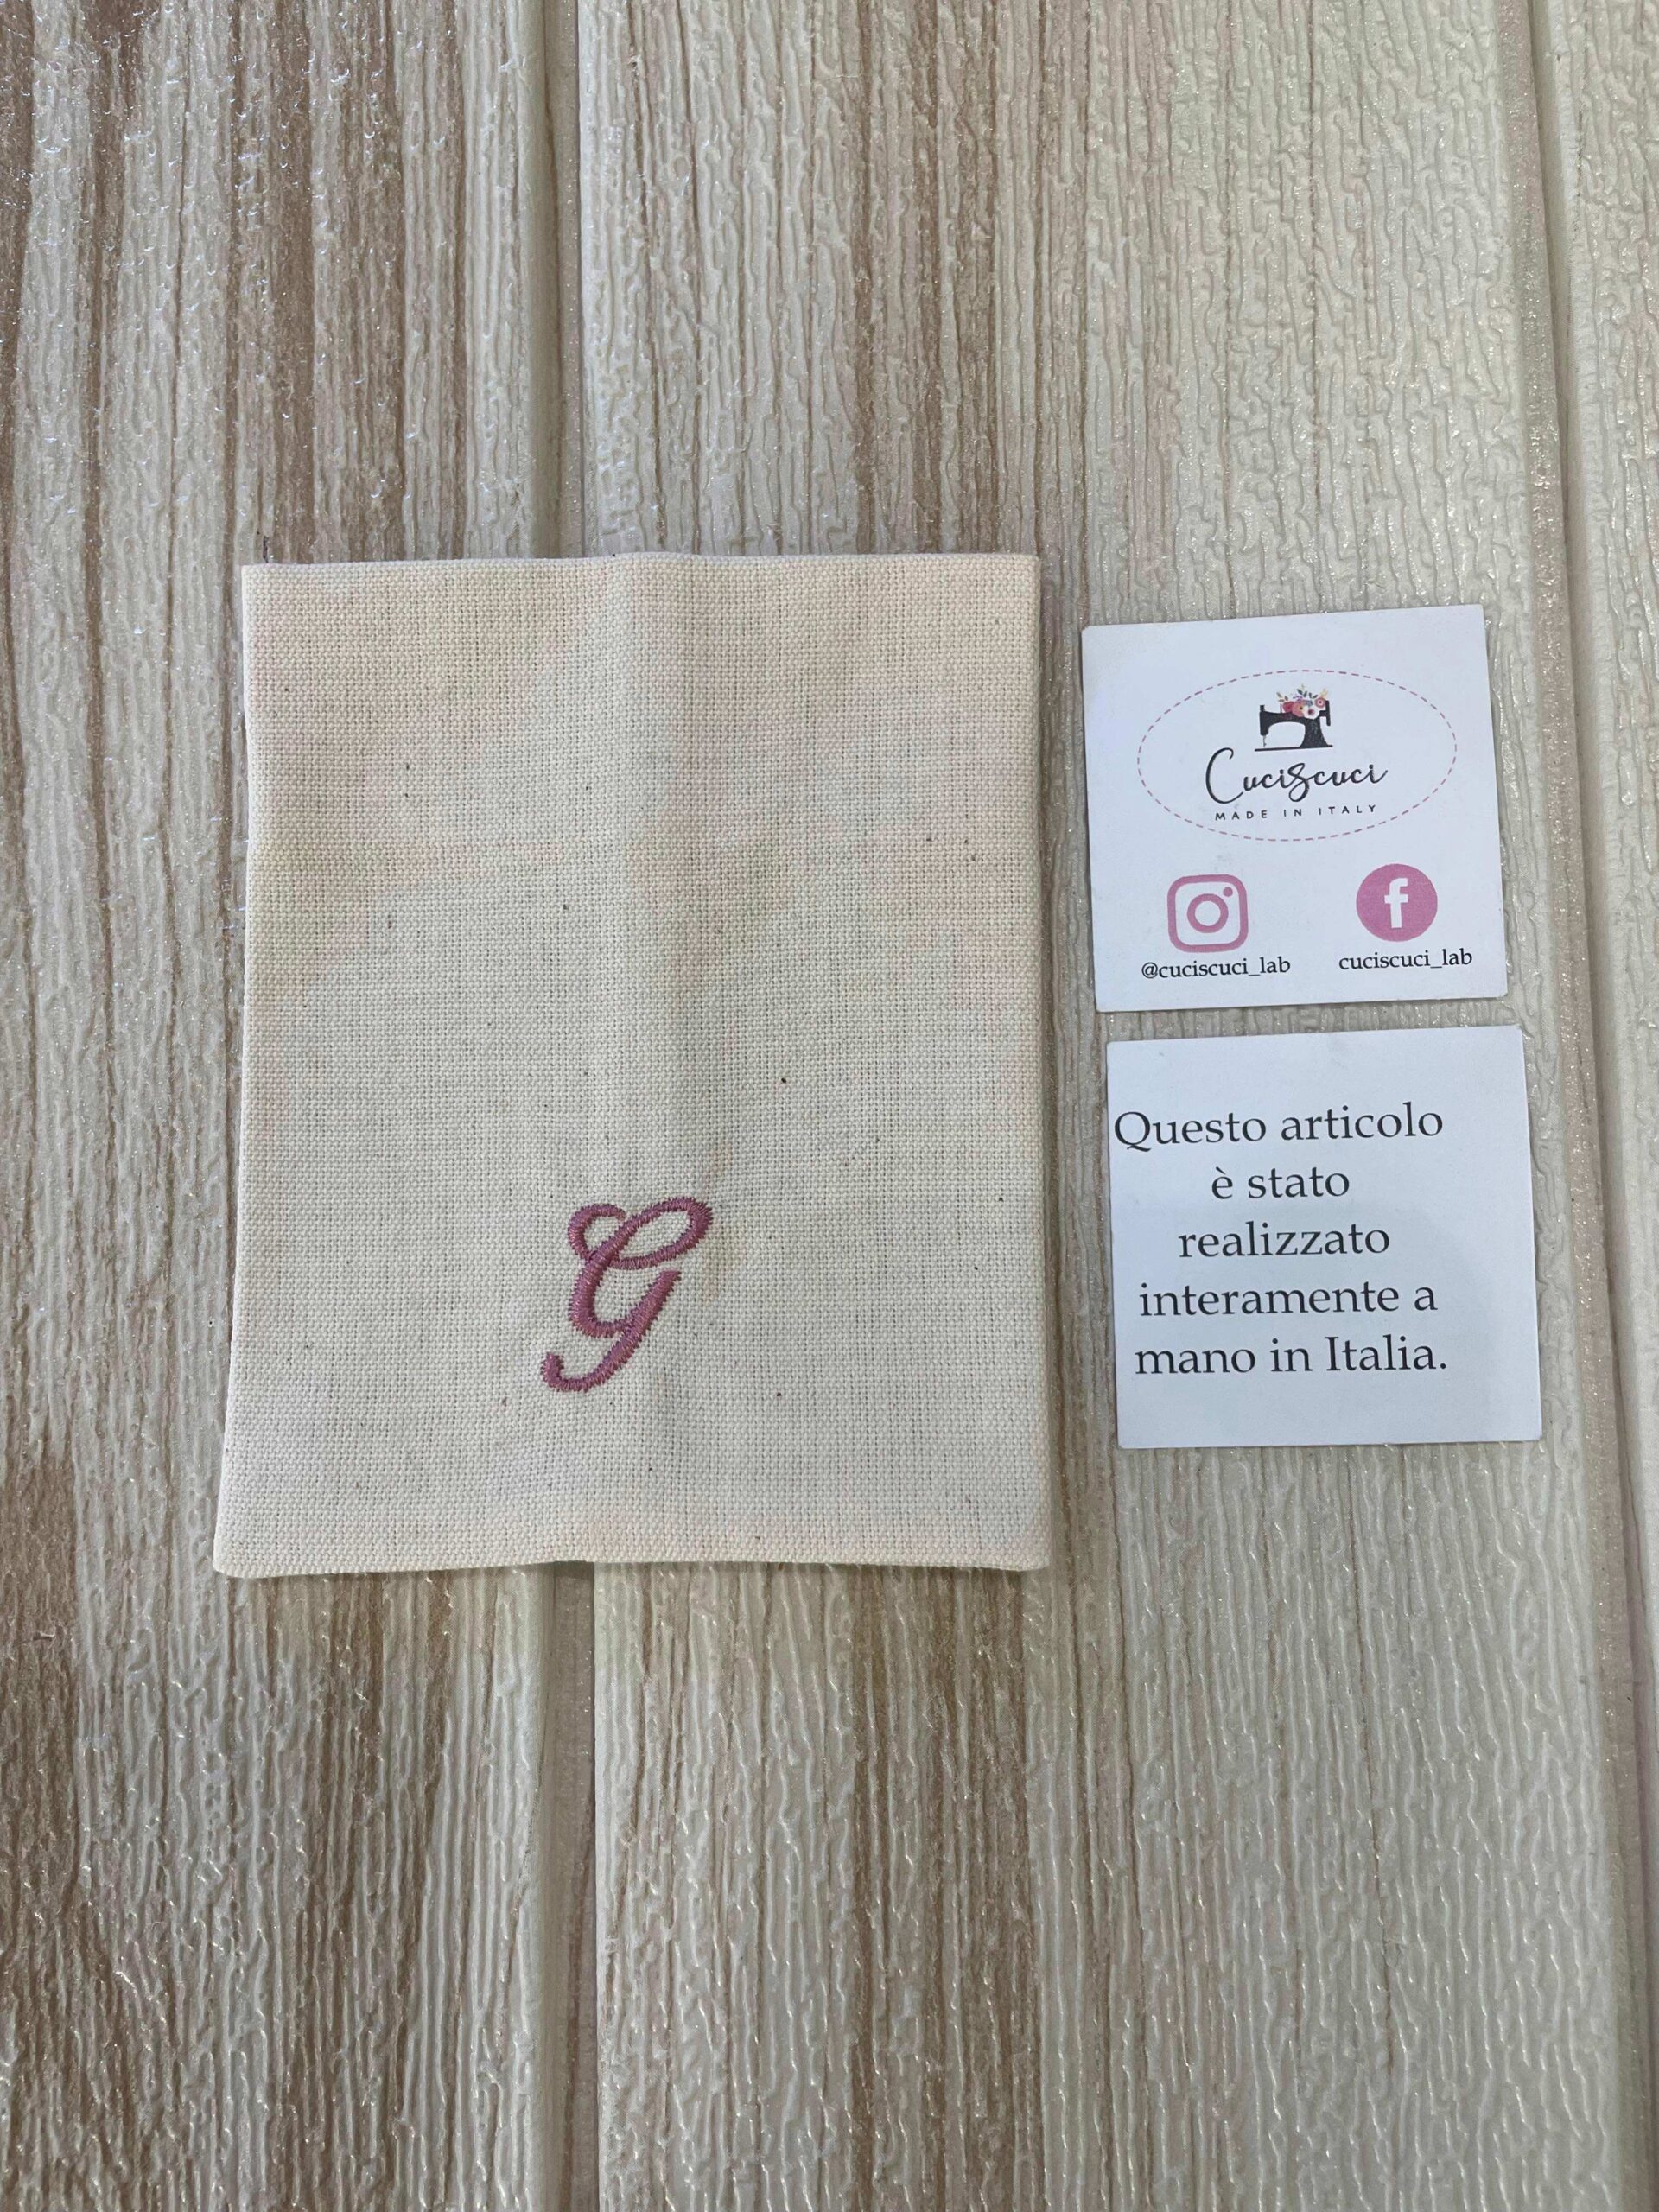 G
Cuciscuci
MADE IN ITALY
@cuciscuci_lab
cuciscuci_lab
Questo articolo
è stato
realizzato
interamente a
mano in Italia.